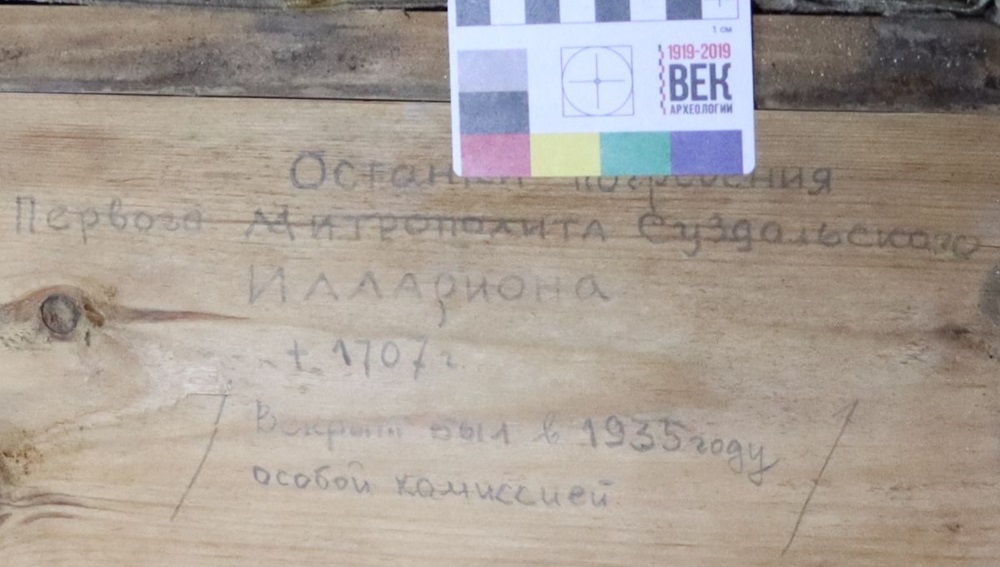 1 см
1919-2019
ВЕК
АРХЕОЛОГИИ
Останки погребения
Первого Митрополита Суздальского
Иллариона
† 1707 г.
/ Вскрыт был в 1935 году /
особой комиссией